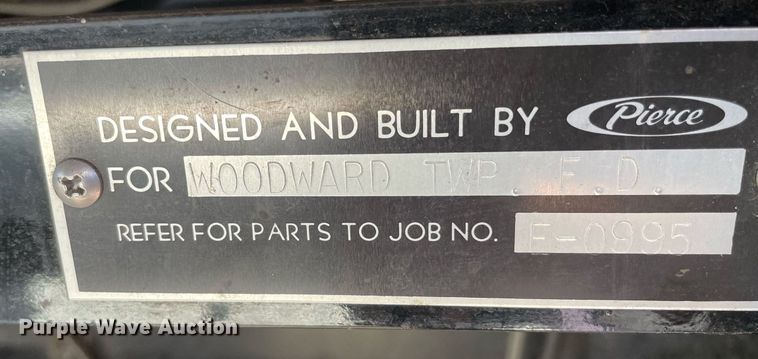 DESIGNED AND BUILT BY Pierce
FOR WOODWARD TWP. F.D.
REFER FOR PARTS TO JOB NO. E-0995
Purple Wave Auction